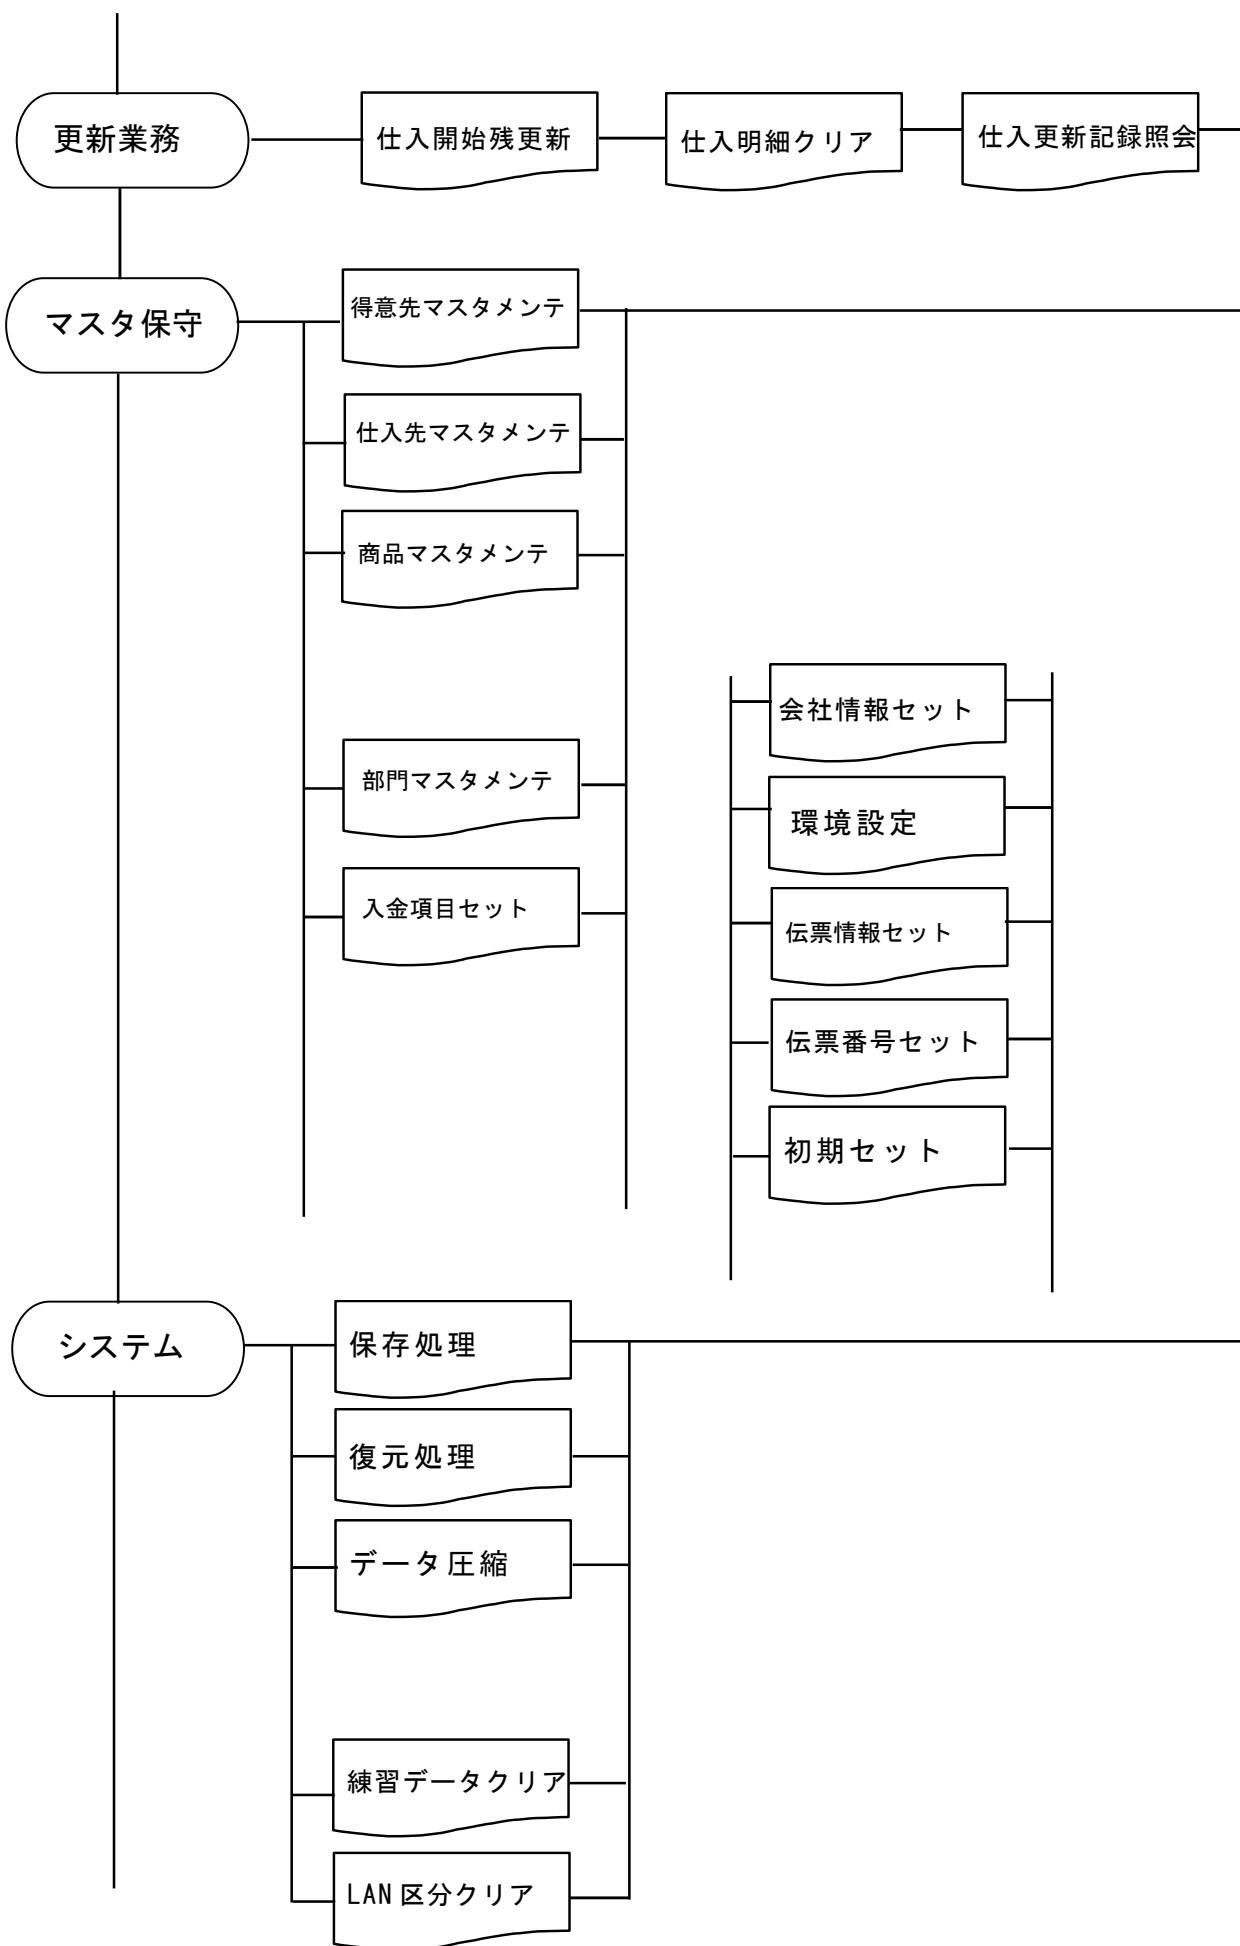 更新業務
仕入開始残更新
仕入明細クリア
仕入更新記録照会
マスタ保守
得意先マスタメンテ
仕入先マスタメンテ
商品マスタメンテ
部門マスタメンテ
入金項目セット
会社情報セット
環境設定
伝票情報セット
伝票番号セット
初期セット
システム
保存処理
復元処理
データ圧縮
練習データクリア
LAN区分クリア